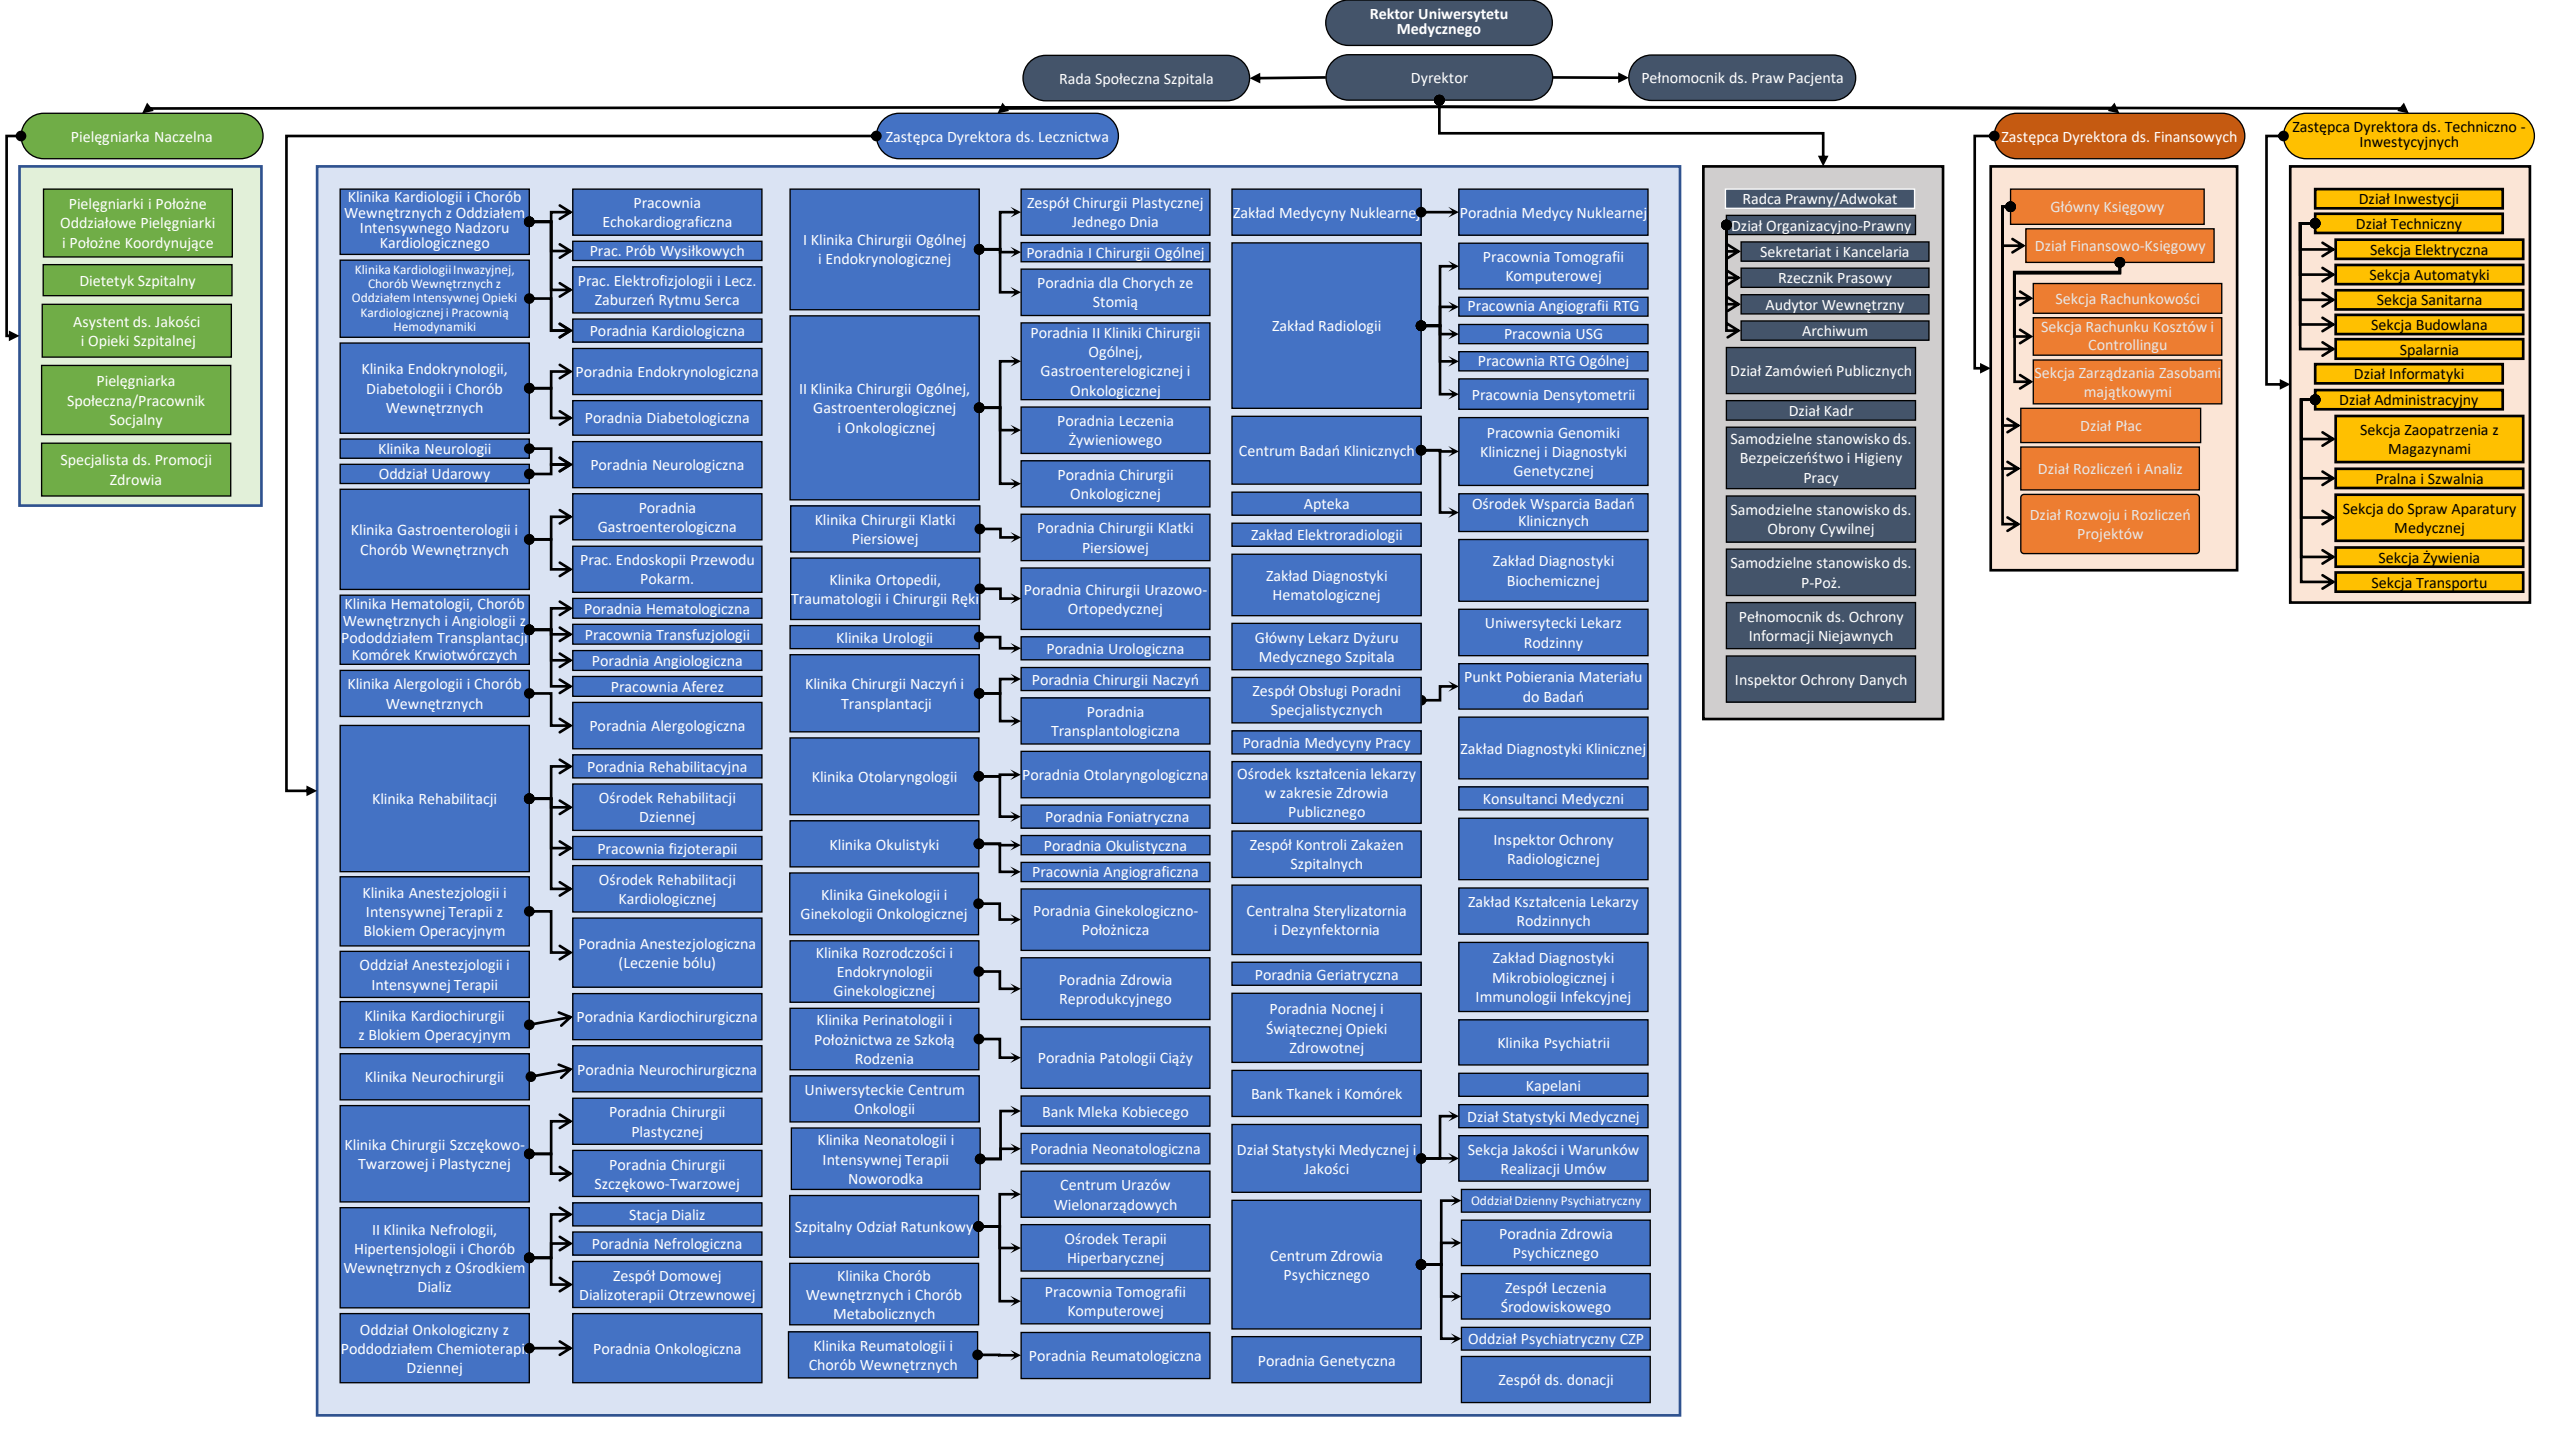 Rektor Uniwersytetu
Medycznego
Rada Społeczna Szpitala
Dyrektor
Pełnomocnik ds. Praw Pacjenta
Pielęgniarka Naczelna
Zastępca Dyrektora ds. Lecznictwa
Zastępca Dyrektora ds. Finansowych
Zastępca Dyrektora ds. Techniczno -
Inwestycyjnych
Pielęgniarki i Położne
Oddziałowe Pielęgniarki
i Położne Koordynujące
Dietetyk Szpitalny
Asystent ds. Jakości
i Opieki Szpitalnej
Pielęgniarka
Społeczna/Pracownik
Socjalny
Specjalista ds. Promocji
Zdrowia
Klinika Kardiologii i Chorób
Wewnętrznych z Oddziałem
Intensywnego Nadzoru
Kardiologicznego
Klinika Kardiologii Inwazyjnej,
Chorób Wewnętrznych z
Oddziałem Intensywnej Opieki
Kardiologicznej i Pracownią
Hemodynamiki
Klinika Endokrynologii,
Diabetologii i Chorób
Wewnętrznych
Klinika Neurologii
Oddział Udarowy
Klinika Gastroenterologii i
Chorób Wewnętrznych
Klinika Hematologii, Chorób
Wewnętrznych i Angiologii z
Pododdziałem Transplantacji
Komórek Krwiotwórczych
Klinika Alergologii i Chorób
Wewnętrznych
Klinika Rehabilitacji
Klinika Anestezjologii i
Intensywnej Terapii z
Blokiem Operacyjnym
Oddział Anestezjologii i
Intensywnej Terapii
Klinika Kardiochirurgii
z Blokiem Operacyjnym
Klinika Neurochirurgii
Klinika Chirurgii Szczękowo-
Twarzowej i Plastycznej
II Klinika Nefrologii,
Hipertensjologii i Chorób
Wewnętrznych z Ośrodkiem
Dializ
Oddział Onkologiczny z
Poddodziałem Chemioterapi
Dziennej
Pracownia
Echokardiograficzna
Prac. Prób Wysiłkowych
Prac. Elektrofizjologii i Lecz.
Zaburzeń Rytmu Serca
Poradnia Kardiologiczna
Poradnia Endokrynologiczna
Poradnia Diabetologiczna
Poradnia Neurologiczna
Poradnia
Gastroenterologiczna
Prac. Endoskopii Przewodu
Pokarm.
Poradnia Hematologiczna
Pracownia Transfuzjologii
Poradnia Angiologiczna
Pracownia Aferez
Poradnia Alergologiczna
Poradnia Rehabilitacyjna
Ośrodek Rehabilitacji
Dziennej
Pracownia fizjoterapii
Ośrodek Rehabilitacji
Kardiologicznej
Poradnia Anestezjologiczna
(Leczenie bólu)
Poradnia Kardiochirurgiczna
Poradnia Neurochirurgiczna
Poradnia Chirurgii
Plastycznej
Poradnia Chirurgii
Szczękowo-Twarzowej
Stacja Dializ
Poradnia Nefrologiczna
Zespół Domowej
Dializoterapii Otrzewnowej
Poradnia Onkologiczna
I Klinika Chirurgii Ogólnej
i Endokrynologicznej
II Klinika Chirurgii Ogólnej,
Gastroenterologicznej
i Onkologicznej
Klinika Chirurgii Klatki
Piersiowej
Klinika Ortopedii,
Traumatologii i Chirurgii Ręki
Klinika Urologii
Klinika Chirurgii Naczyń i
Transplantacji
Klinika Otolaryngologii
Klinika Okulistyki
Klinika Ginekologii i
Ginekologii Onkologicznej
Klinika Rozrodczości i
Endokrynologii
Ginekologicznej
Klinika Perinatologii i
Położnictwa ze Szkołą
Rodzenia
Uniwersyteckie Centrum
Onkologii
Klinika Neonatologii i
Intensywnej Terapii
Noworodka
Szpitalny Odział Ratunkowy
Klinika Chorób
Wewnętrznych i Chorób
Metabolicznych
Klinika Reumatologii i
Chorób Wewnętrznych
Zespół Chirurgii Plastycznej
Jednego Dnia
Poradnia I Chirurgii Ogólnej
Poradnia dla Chorych ze
Stomią
Poradnia II Kliniki Chirurgii
Ogólnej,
Gastroenterelogicznej i
Onkologicznej
Poradnia Leczenia
Żywieniowego
Poradnia Chirurgii
Onkologicznej
Poradnia Chirurgii Klatki
Piersiowej
Poradnia Chirurgii Urazowo-
Ortopedycznej
Poradnia Urologiczna
Poradnia Chirurgii Naczyń
Poradnia
Transplantologiczna
Poradnia Otolaryngologiczna
Poradnia Foniatryczna
Poradnia Okulistyczna
Pracownia Angiograficzna
Poradnia Ginekologiczno-
Położnicza
Poradnia Zdrowia
Reprodukcyjnego
Poradnia Patologii Ciąży
Bank Mleka Kobiecego
Poradnia Neonatologiczna
Centrum Urazów
Wielonarządowych
Ośrodek Terapii
Hiperbarycznej
Pracownia Tomografii
Komputerowej
Poradnia Reumatologiczna
Zakład Medycyny Nuklearnej
Zakład Radiologii
Centrum Badań Klinicznych
Apteka
Zakład Elektroradiologii
Zakład Diagnostyki
Hematologicznej
Główny Lekarz Dyżuru
Medycznego Szpitala
Zespół Obsługi Poradni
Specjalistycznych
Poradnia Medycyny Pracy
Ośrodek kształcenia lekarzy
w zakresie Zdrowia
Publicznego
Zespół Kontroli Zakażen
Szpitalnych
Centralna Sterylizatornia
i Dezynfektornia
Poradnia Geriatryczna
Poradnia Nocnej i
Świątecznej Opieki
Zdrowotnej
Bank Tkanek i Komórek
Dział Statystyki Medycznej i
Jakości
Centrum Zdrowia
Psychicznego
Poradnia Genetyczna
Poradnia Medycy Nuklearnej
Pracownia Tomografii
Komputerowej
Pracownia Angiografii RTG
Pracownia USG
Pracownia RTG Ogólnej
Pracownia Densytometrii
Pracownia Genomiki
Klinicznej i Diagnostyki
Genetycznej
Ośrodek Wsparcia Badań
Klinicznych
Zakład Diagnostyki
Biochemicznej
Uniwersytecki Lekarz
Rodzinny
Punkt Pobierania Materiału
do Badań
Zakład Diagnostyki Klinicznej
Konsultanci Medyczni
Inspektor Ochrony
Radiologicznej
Zakład Kształcenia Lekarzy
Rodzinnych
Zakład Diagnostyki
Mikrobiologicznej i
Immunologii Infekcyjnej
Klinika Psychiatrii
Kapelani
Dział Statystyki Medycznej
Sekcja Jakości i Warunków
Realizacji Umów
Oddział Dzienny Psychiatryczny
Poradnia Zdrowia
Psychicznego
Zespół Leczenia
Środowiskowego
Oddział Psychiatryczny CZP
Zespół ds. donacji
Radca Prawny/Adwokat
Dział Organizacyjno-Prawny
Sekretariat i Kancelaria
Rzecznik Prasowy
Audytor Wewnętrzny
Archiwum
Dział Zamówień Publicznych
Dział Kadr
Samodzielne stanowisko ds.
Bezpeiczeńśtwo i Higieny
Pracy
Samodzielne stanowisko ds.
Obrony Cywilnej
Samodzielne stanowisko ds.
P-Poż.
Pełnomocnik ds. Ochrony
Informacji Niejawnych
Inspektor Ochrony Danych
Główny Księgowy
Dział Finansowo-Księgowy
Sekcja Rachunkowości
Sekcja Rachunku Kosztów i
Controllingu
Sekcja Zarządzania Zasobami
majątkowymi
Dział Płac
Dział Rozliczeń i Analiz
Dział Rozwoju i Rozliczeń
Projektów
Dział Inwestycji
Dział Techniczny
Sekcja Elektryczna
Sekcja Automatyki
Sekcja Sanitarna
Sekcja Budowlana
Spalarnia
Dział Informatyki
Dział Administracyjny
Sekcja Zaopatrzenia z
Magazynami
Pralna i Szwalnia
Sekcja do Spraw Aparatury
Medycznej
Sekcja Żywienia
Sekcja Transportu